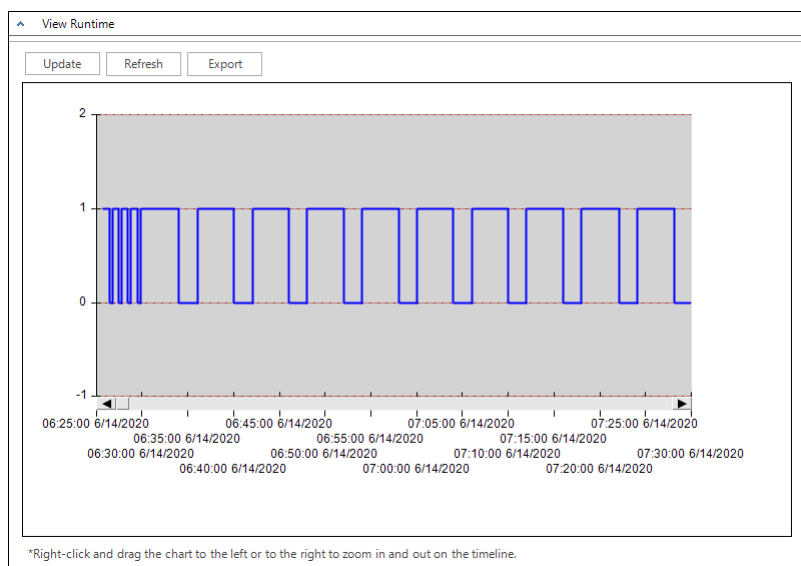 View Runtime
Update Refresh Export
2
1
0
-1
06:25:00 6/14/2020 06:45:00 6/14/2020 07:05:00 6/14/2020 07:25:00 6/14/2020
06:35:00 6/14/2020 06:55:00 6/14/2020 07:15:00 6/14/2020
06:30:00 6/14/2020 06:50:00 6/14/2020 07:10:00 6/14/2020 07:30:00 6/14/2020
06:40:00 6/14/2020 07:00:00 6/14/2020 07:20:00 6/14/2020
*Right-click and drag the chart to the left or to the right to zoom in and out on the timeline.